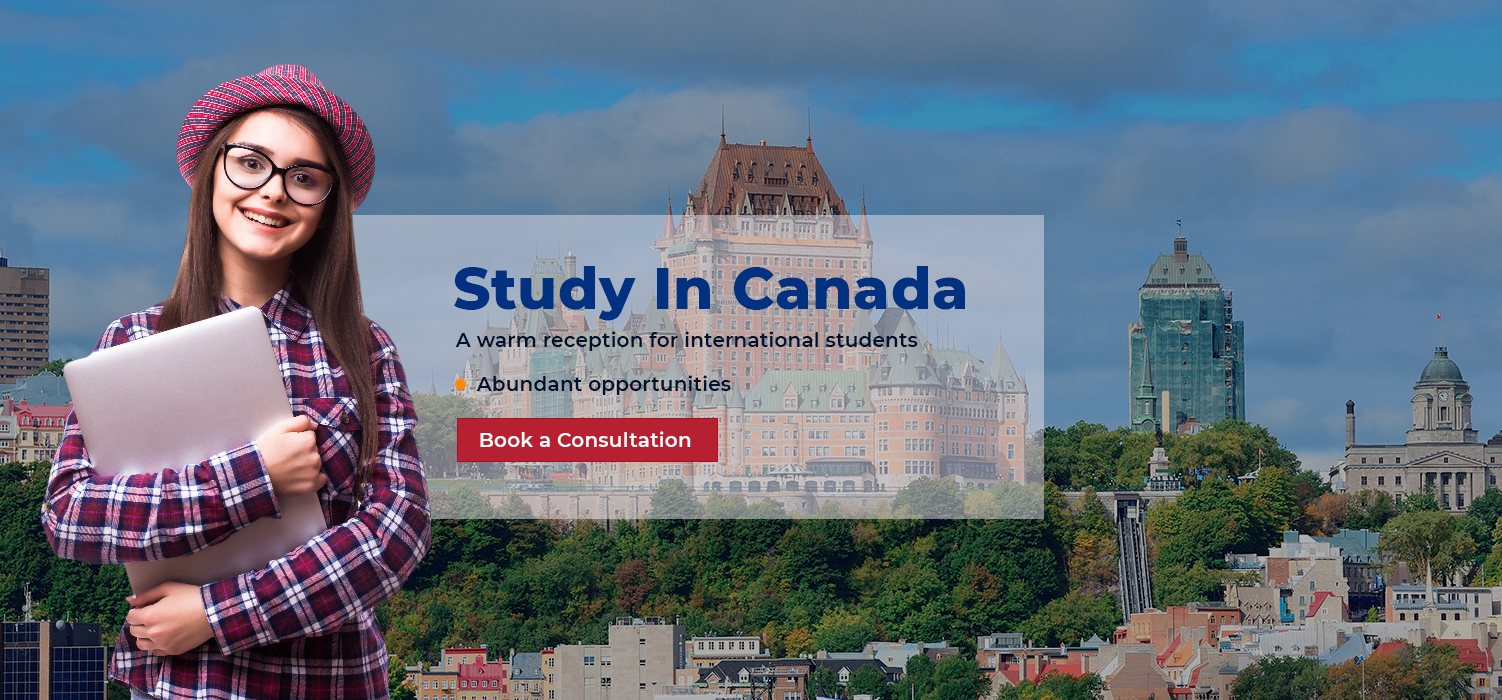 Study In Canada
A warm reception for international students
Abundant opportunities
Book a Consultation